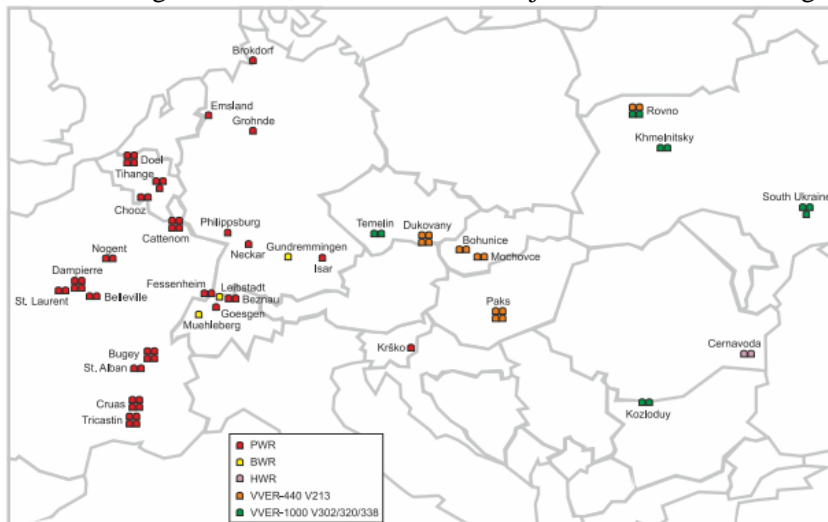 Brokdorf
Emsland
Grohnde
Rovno
Khmelnitsky
Doel
Tihange
Chooz
South Ukraine
Cattenom
Philippsburg
Temelin
Dukovany
Neckar
Gundremmingen
Bohunice
Mochovce
Nogent
Isar
Dampierre
Fessenheim
Leibstadt
St. Laurent
Belleville
Beznau
Goesgen
Muehleberg
Paks
Krško
Cernavoda
Bugey
St. Alban
Kozloduy
Cruas
Tricastin
PWR
BWR
HWR
VVER-440 V213
VVER-1000 V302/320/338